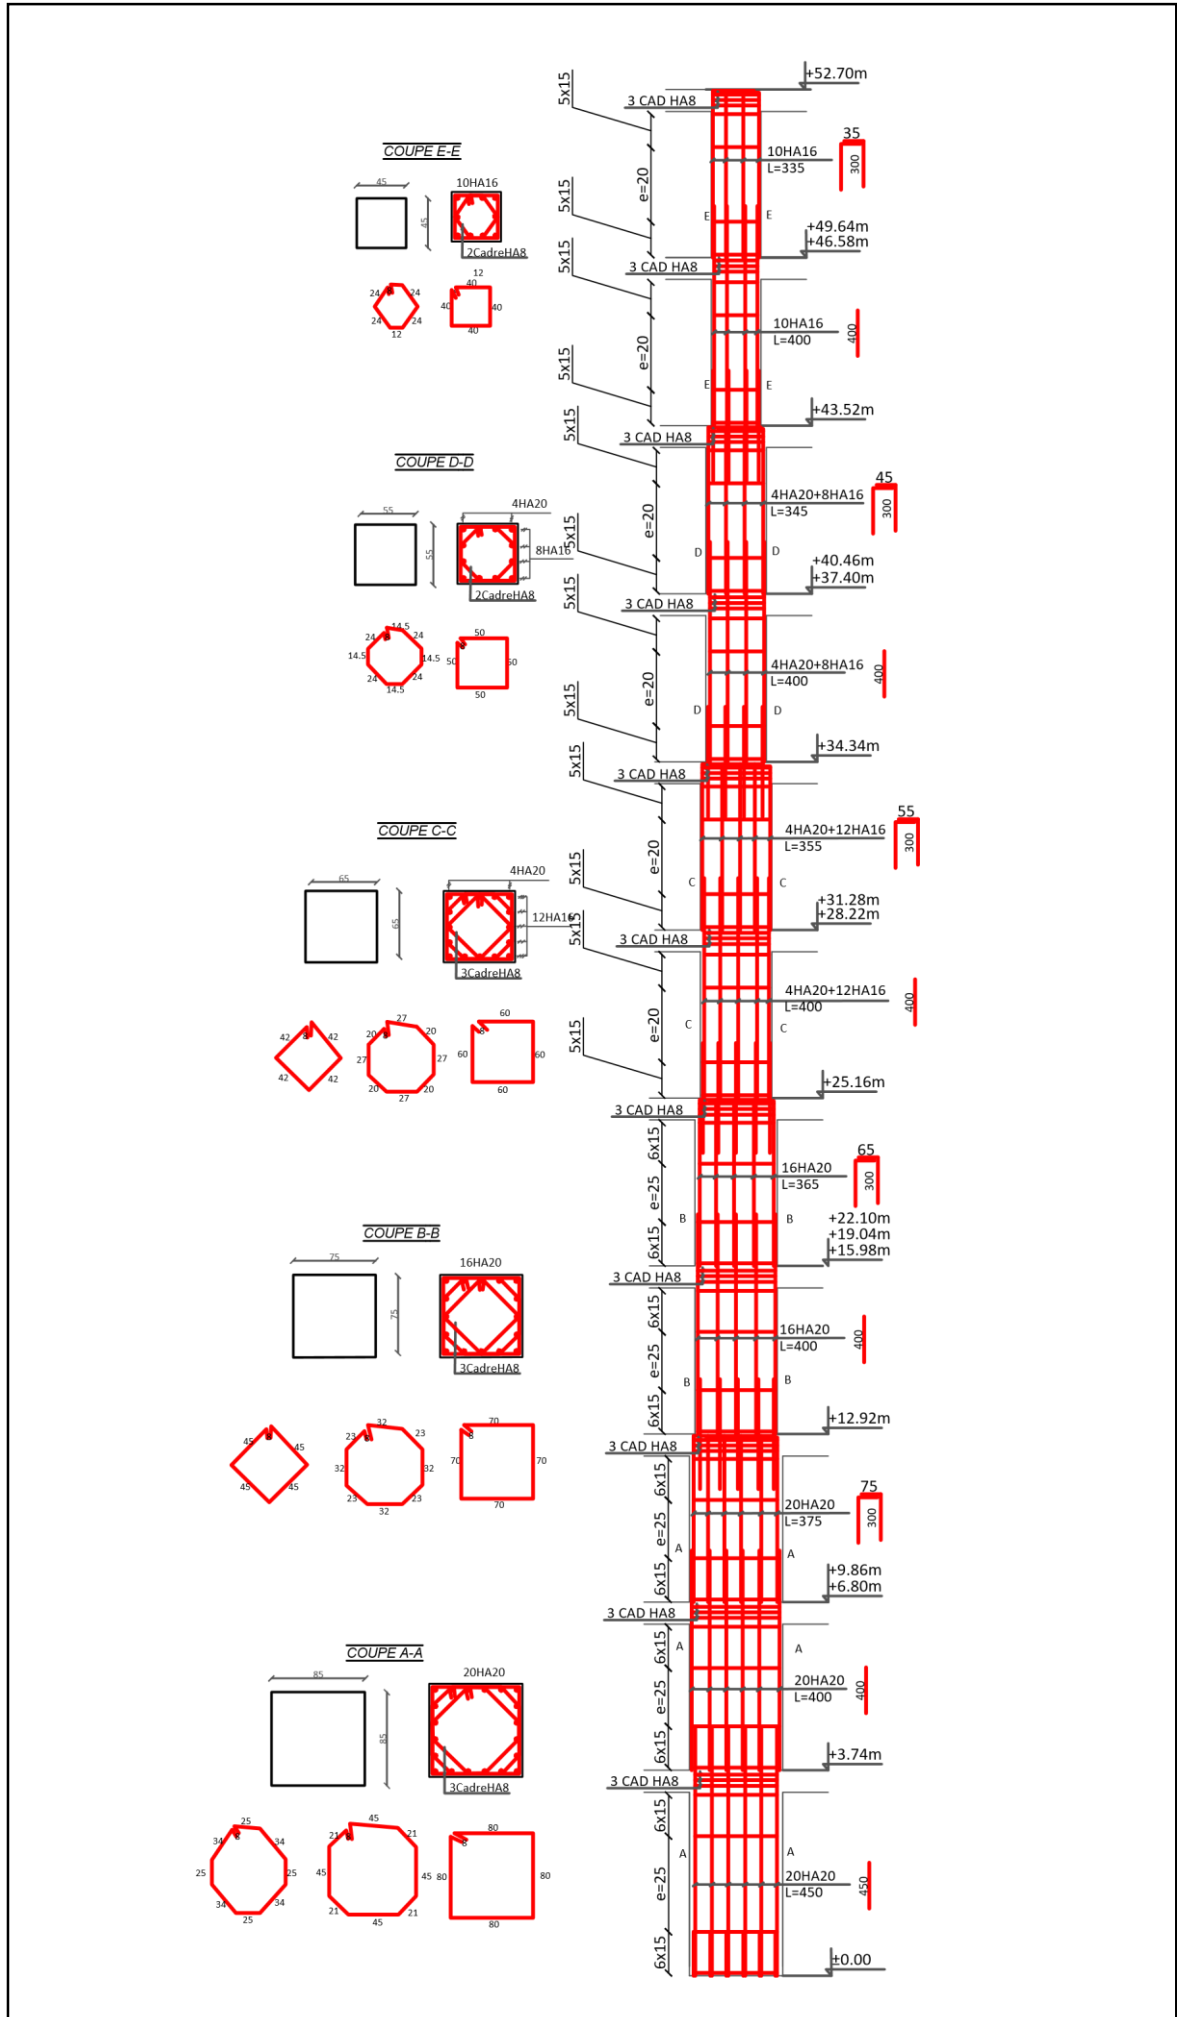 +52.70m
5x15
3 CAD HA8
35
300
10HA16
L=335
e=20
5x15
E
E
+49.64m
+46.58m
COUPE E-E
45
45
10HA16
2CadreHA8
24
24
24
24
12
12
40
40
40
40
3 CAD HA8
5x15
10HA16
L=400
400
e=20
5x15
E
E
+43.52m
3 CAD HA8
5x15
45
300
4HA20+8HA16
L=345
e=20
5x15
D
D
+40.46m
+37.40m
COUPE D-D
55
55
4HA20
8HA16
2CadreHA8
14.5
24
24
14.5
14.5
24
24
14.5
50
50
50
50
3 CAD HA8
5x15
4HA20+8HA16
L=400
400
e=20
5x15
D
D
+34.34m
3 CAD HA8
5x15
55
300
4HA20+12HA16
L=355
e=20
5x15
C
C
+31.28m
+28.22m
COUPE C-C
65
65
4HA20
12HA16
3CadreHA8
42
42
42
42
27
20
20
27
27
20
20
27
60
8
60
60
60
3 CAD HA8
5x15
4HA20+12HA16
L=400
400
e=20
5x15
C
C
+25.16m
3 CAD HA8
6x15
65
300
16HA20
L=365
e=25
6x15
B
B
+22.10m
+19.04m
+15.98m
COUPE B-B
75
75
16HA20
3CadreHA8
45
45
45
45
32
23
23
32
32
23
23
32
70
8
70
70
70
3 CAD HA8
6x15
16HA20
L=400
400
e=25
6x15
B
B
+12.92m
3 CAD HA8
6x15
75
300
20HA20
L=375
e=25
6x15
A
A
+9.86m
+6.80m
3 CAD HA8
6x15
A
A
20HA20
L=400
400
e=25
6x15
+3.74m
COUPE A-A
85
85
20HA20
3CadreHA8
25
34
34
25
25
34
34
25
45
21
21
45
45
21
21
45
80
8
80
80
80
3 CAD HA8
6x15
A
A
20HA20
L=450
450
e=25
6x15
±0.00